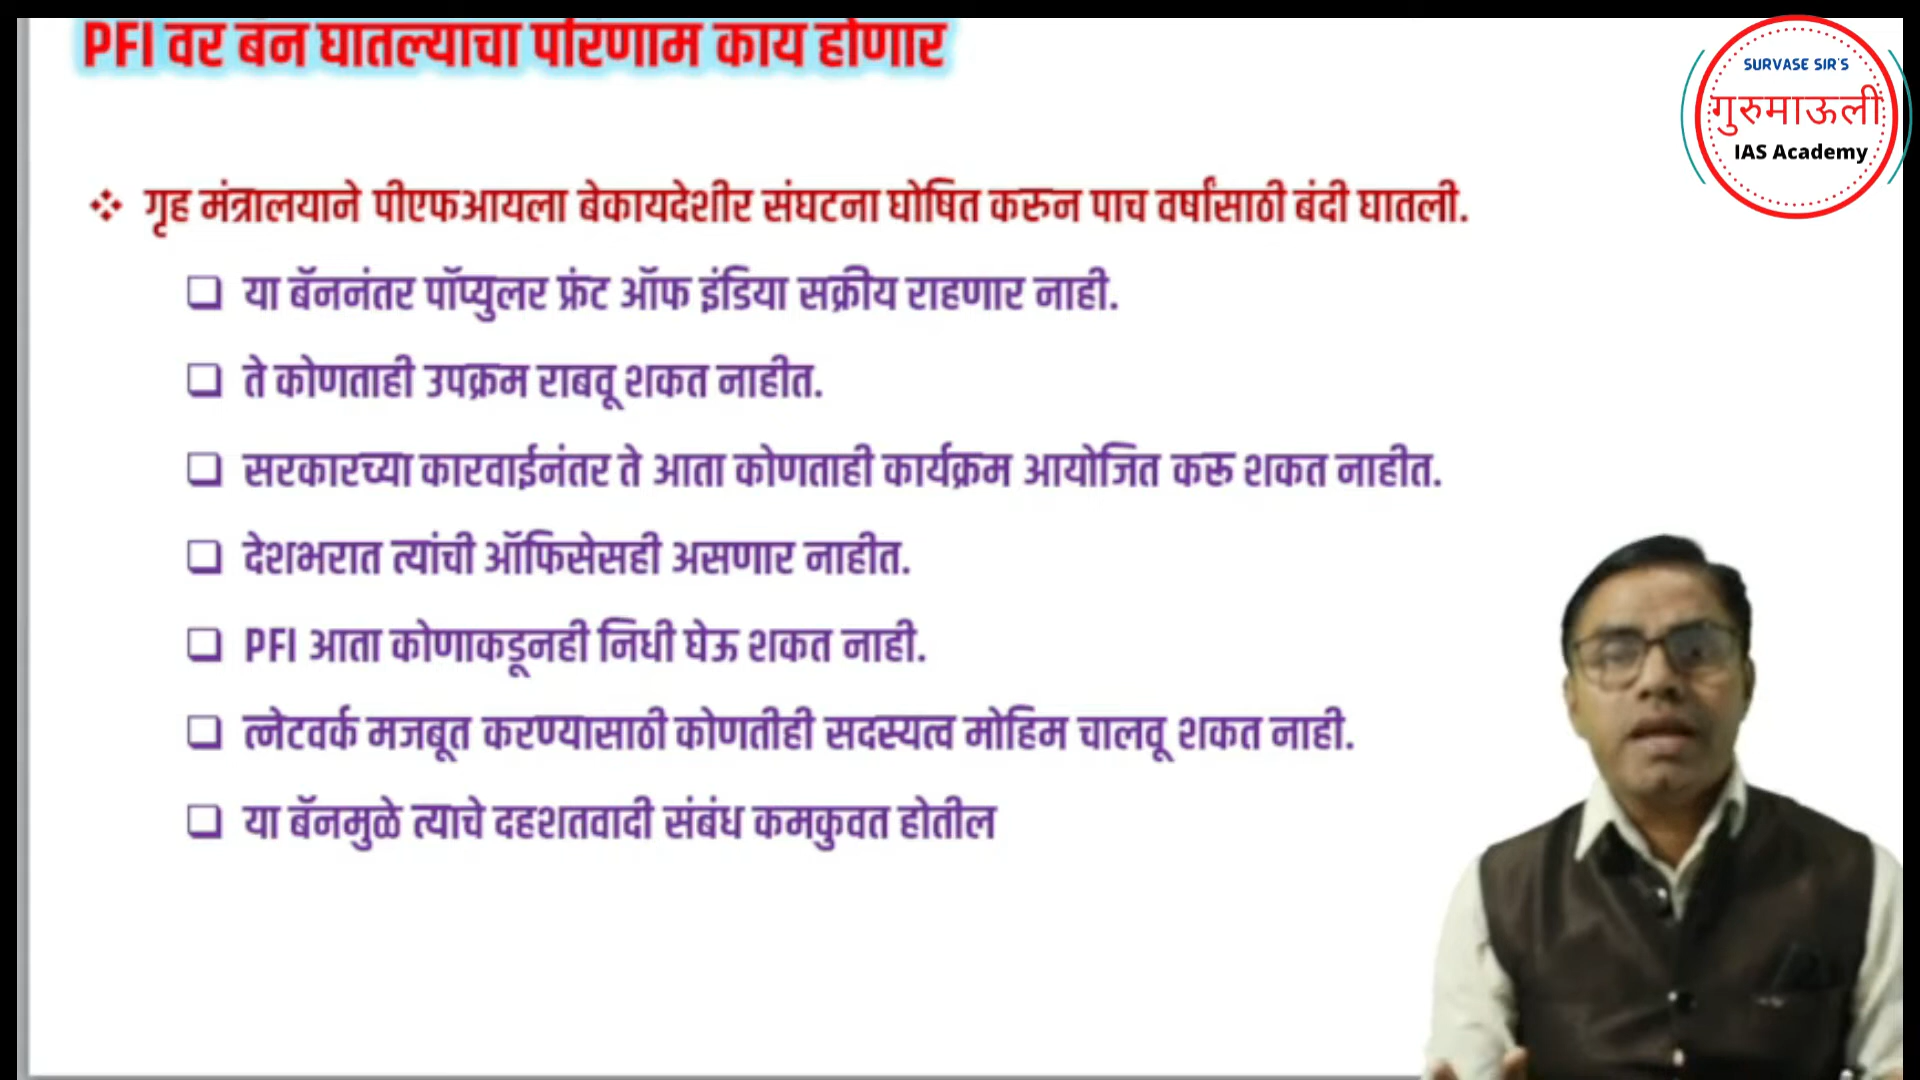 PFI वर बॅन घातल्याचा परिणाम काय होणार
SURVASE SIR'S
गुरुमाऊली
IAS Academy
गृह मंत्रालयाने पीएफआयला बेकायदेशीर संघटना घोषित करुन पाच वर्षांसाठी बंदी घातली.
या बॅननंतर पॉप्युलर फ्रंट ऑफ इंडिया सक्रीय राहणार नाही.
ते कोणताही उपक्रम राबवू शकत नाहीत.
सरकारच्या कारवाईनंतर ते आता कोणताही कार्यक्रम आयोजित करू शकत नाहीत.
देशभरात त्यांची ऑफिसेसही असणार नाहीत.
PFI आता कोणाकडूनही निधी घेऊ शकत नाही.
त्नेटवर्क मजबूत करण्यासाठी कोणतीही सदस्यत्व मोहिम चालवू शकत नाही.
या बॅनमुळे त्याचे दहशतवादी संबंध कमकुवत होतील